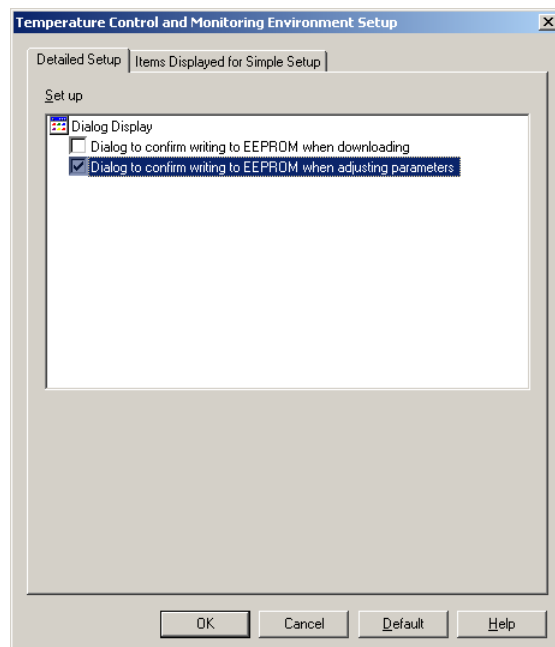 Temperature Control and Monitoring Environment Setup
Detailed Setup
Items Displayed for Simple Setup
Set up
Dialog Display
Dialog to confirm writing to EEPROM when downloading
Dialog to confirm writing to EEPROM when adjusting parameters
OK
Cancel
Default
Help